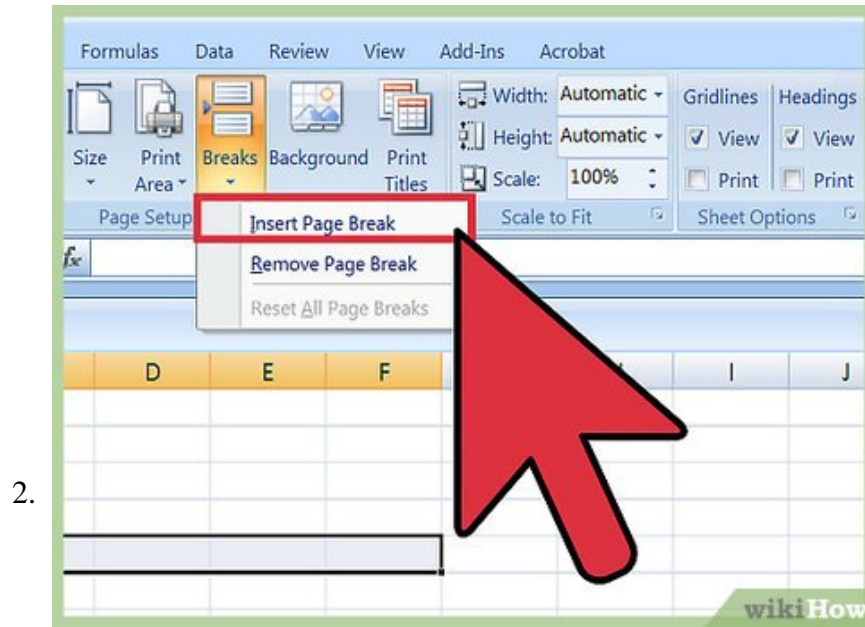 Formulas Data Review View Add-Ins Acrobat
Size Print Area Breaks Background Print Titles
Width: Automatic
Height: Automatic
Scale: 100%
Gridlines Headings
View View
Print Print
Page Setup Scale to Fit Sheet Options
Insert Page Break
Remove Page Break
Reset All Page Breaks
fx
D E F I J
2.
wikiHow